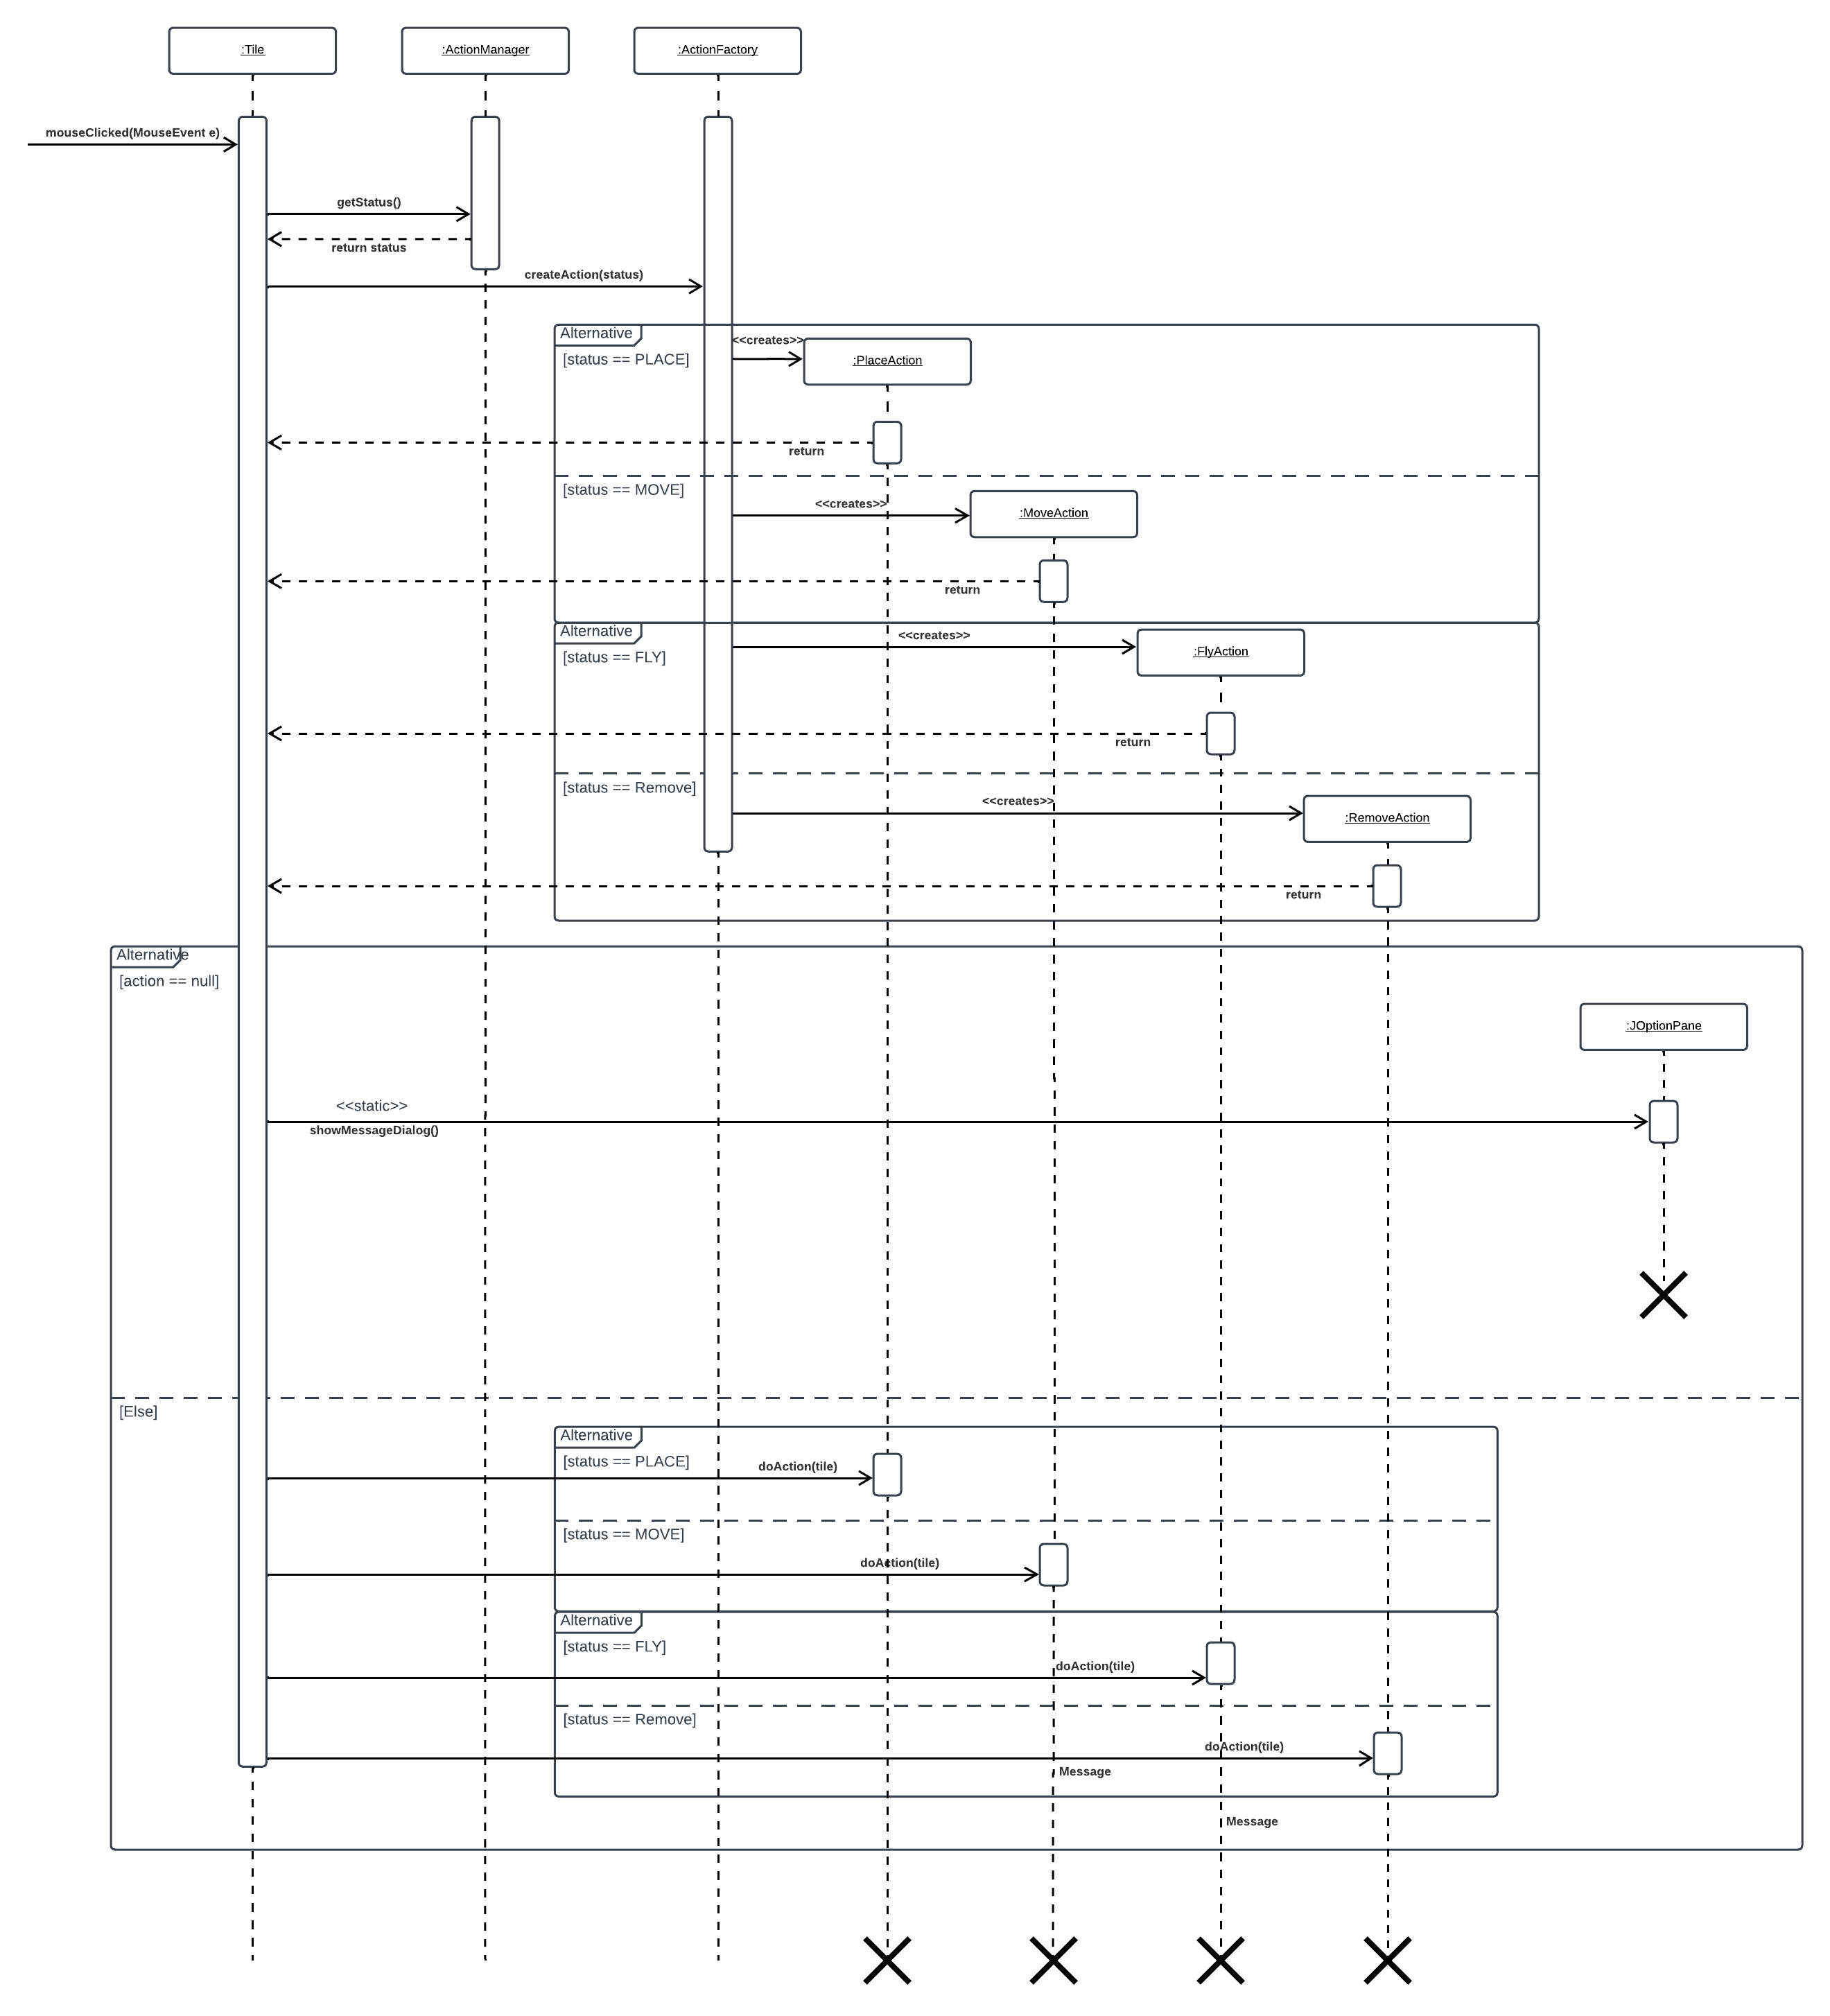 :Tile
:ActionManager
:ActionFactory
mouseClicked(MouseEvent e)
getStatus()
return status
createAction(status)
Alternative
<<creates>>
[status == PLACE]
:PlaceAction
return
[status == MOVE]
<<creates>>
:MoveAction
return
Alternative
<<creates>>
[status == FLY]
:FlyAction
return
[status == Remove]
<<creates>>
:RemoveAction
return
Alternative
[action == null]
:JOptionPane
<<static>>
showMessageDialog()
[Else]
Alternative
[status == PLACE]
doAction(tile)
[status == MOVE]
doAction(tile)
Alternative
[status == FLY]
doAction(tile)
[status == Remove]
doAction(tile)
Message
Message